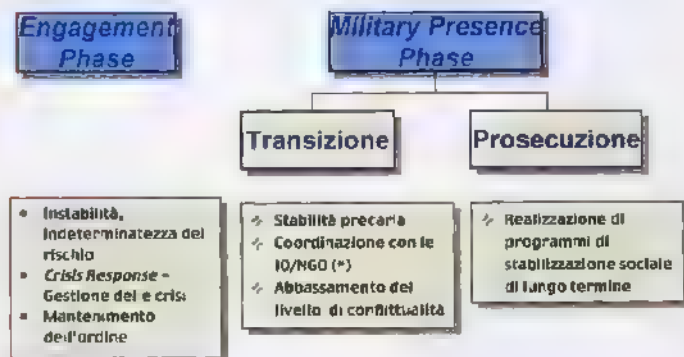 Engagement
Phase
Military Presence
Phase
Transizione
Prosecuzione
• Instabilità,
indeterminatezza del
rischio
• Crisis Response –
Gestione delle crisi
• Mantenimento
dell'ordine
Stabilità precaria
Coordinazione con le
IO/NGO (*)
Abbassamento del
livello di conflittualità
Realizzazione di
programmi di
stabilizzazione sociale
di lungo termine